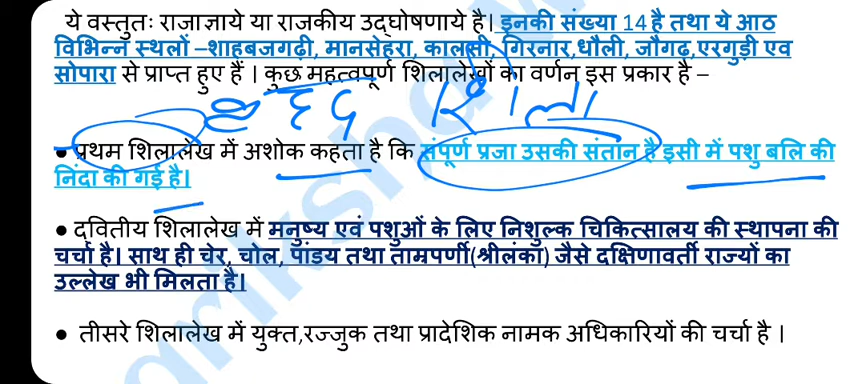 ये वस्तुतः राजाज्ञाये या राजकीय उद्घोषणाये है। इनकी संख्या 14 है तथा ये आठ
विभिन्न स्थलों –शाहबजगढ़ी, मानसेहरा, कालसी, गिरनार,धौली, जौगढ़,एरगुड़ी एव
सोपारा से प्राप्त हुए हैं । कुछ महत्वपूर्ण शिलालेखों का वर्णन इस प्रकार है –
शिला
● प्रथम शिलालेख में अशोक कहता है कि संपूर्ण प्रजा उसकी संतान है इसी में पशु बलि की
निंदा की गई है।
● द्वितीय शिलालेख में मनुष्य एवं पशुओं के लिए निशुल्क चिकित्सालय की स्थापना की
चर्चा है। साथ ही चेर, चोल, पांडय तथा ताम्रपर्णी(श्रीलंका) जैसे दक्षिणावर्ती राज्यों का
उल्लेख भी मिलता है।
● तीसरे शिलालेख में युक्त,रज्जुक तथा प्रादेशिक नामक अधिकारियों की चर्चा है ।